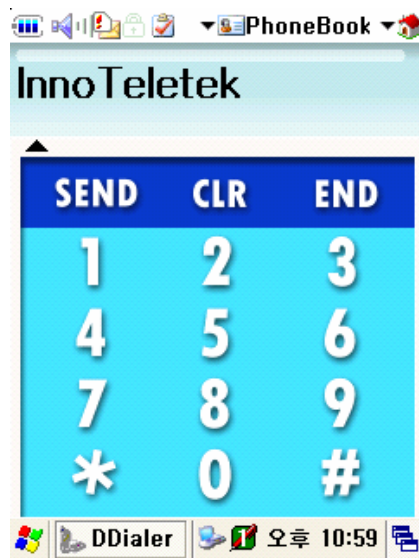 PhoneBook
InnoTeletek
SEND CLR END
1 2 3
4 5 6
7 8 9
* 0 #
DDialer 오후 10:59